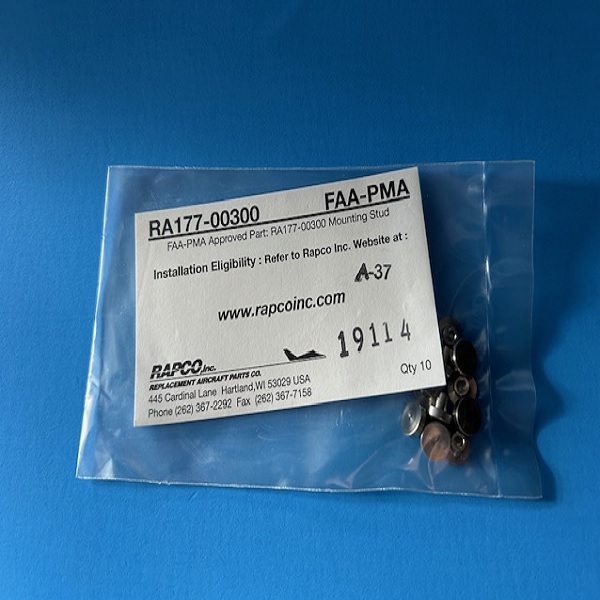 RA177-00300 FAA-PMA
FAA-PMA Approved Part: RA177-00300 Mounting Stud
Installation Eligibility : Refer to Rapco Inc. Website at :
A-37
www.rapcoinc.com
19114
RAPCO, Inc.
REPLACEMENT AIRCRAFT PARTS CO.
445 Cardinal Lane Hartland,WI 53029 USA
Phone (262) 367-2292 Fax (262) 367-7158
Qty 10